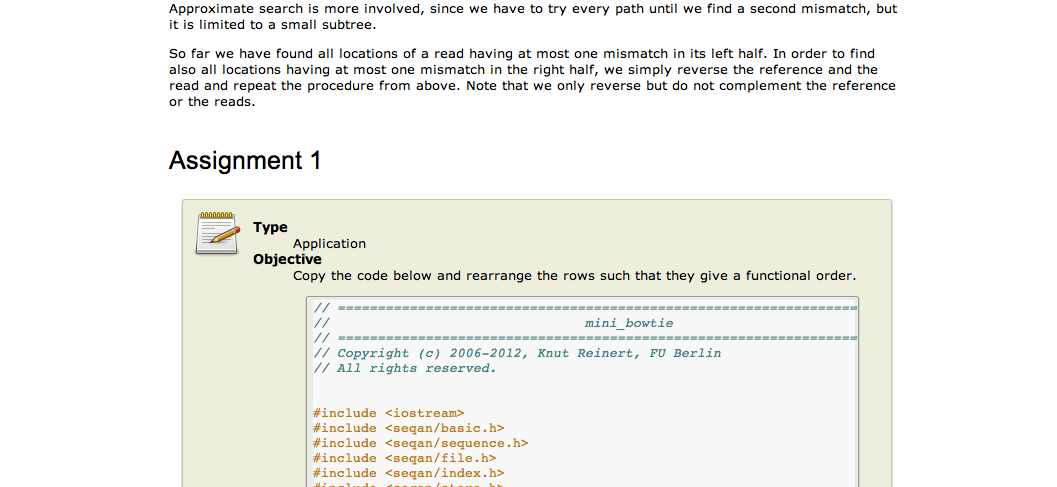 Approximate search is more involved, since we have to try every path until we find a second mismatch, but
it is limited to a small subtree.
So far we have found all locations of a read having at most one mismatch in its left half. In order to find
also all locations having at most one mismatch in the right half, we simply reverse the reference and the
read and repeat the procedure from above. Note that we only reverse but do not complement the reference
or the reads.
Assignment 1
Type
Application
Objective
Copy the code below and rearrange the rows such that they give a functional order.
// ==========================================================================
// mini_bowtie
// ==========================================================================
// Copyright (c) 2006-2012, Knut Reinert, FU Berlin
// All rights reserved.
#include <iostream>
#include <seqan/basic.h>
#include <seqan/sequence.h>
#include <seqan/file.h>
#include <seqan/index.h>